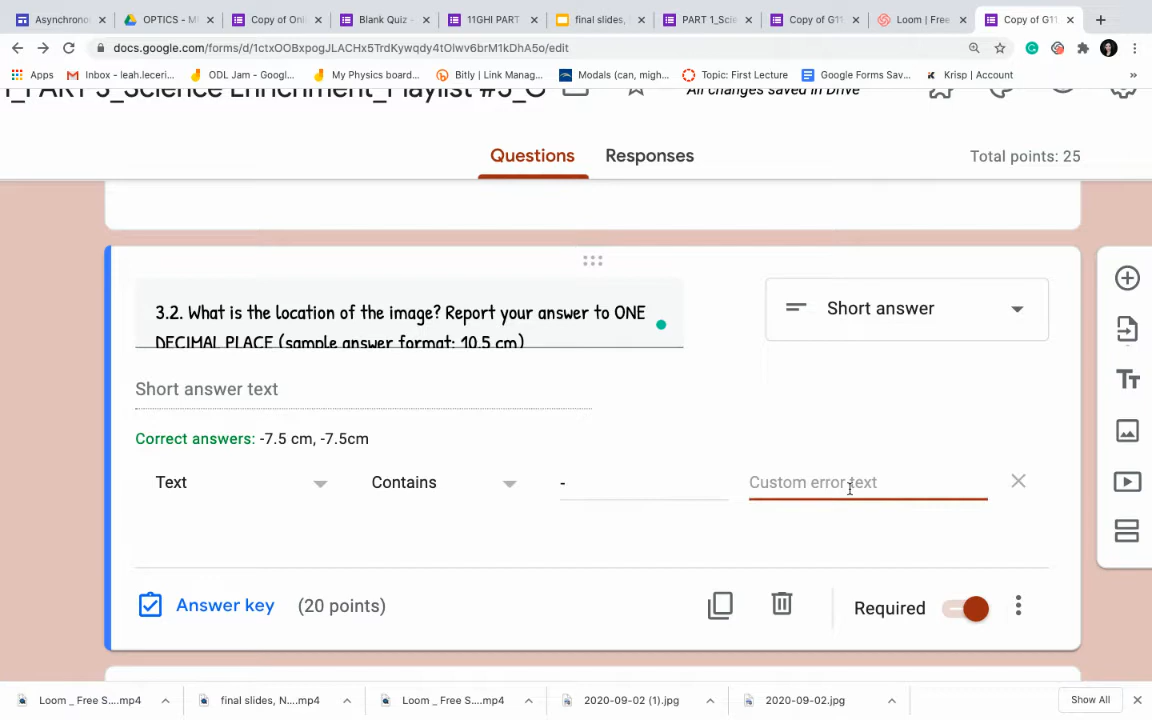 Asynchrono
OPTICS - M
Copy of Onli
Blank Quiz -
11GHI PART
final slides,
PART 1_Scie
Copy of G11
Loom | Free
Copy of G11
docs.google.com/forms/d/1ctxOOBxpogJLACHx5TrdKywqdy4tOlwv6brM1kDhA5o/edit
Apps
Inbox - leah.leceri...
ODL Jam - Googl...
My Physics board...
Bitly | Link Manag...
Modals (can, migh...
Topic: First Lecture
Google Forms Sav...
Krisp | Account
»
_PART 3_Science Enrichment_Playlist #3_G
All changes saved in Drive
Questions
Responses
Total points: 25
3.2. What is the location of the image? Report your answer to ONE
DECIMAL PLACE (sample answer format: 10.5 cm)
Short answer
Short answer text
Correct answers: -7.5 cm, -7.5cm
Text
Contains
-
Custom error text
Answer key
(20 points)
Required
Loom _ Free S....mp4
final slides, N....mp4
Loom _ Free S....mp4
2020-09-02 (1).jpg
2020-09-02.jpg
Show All